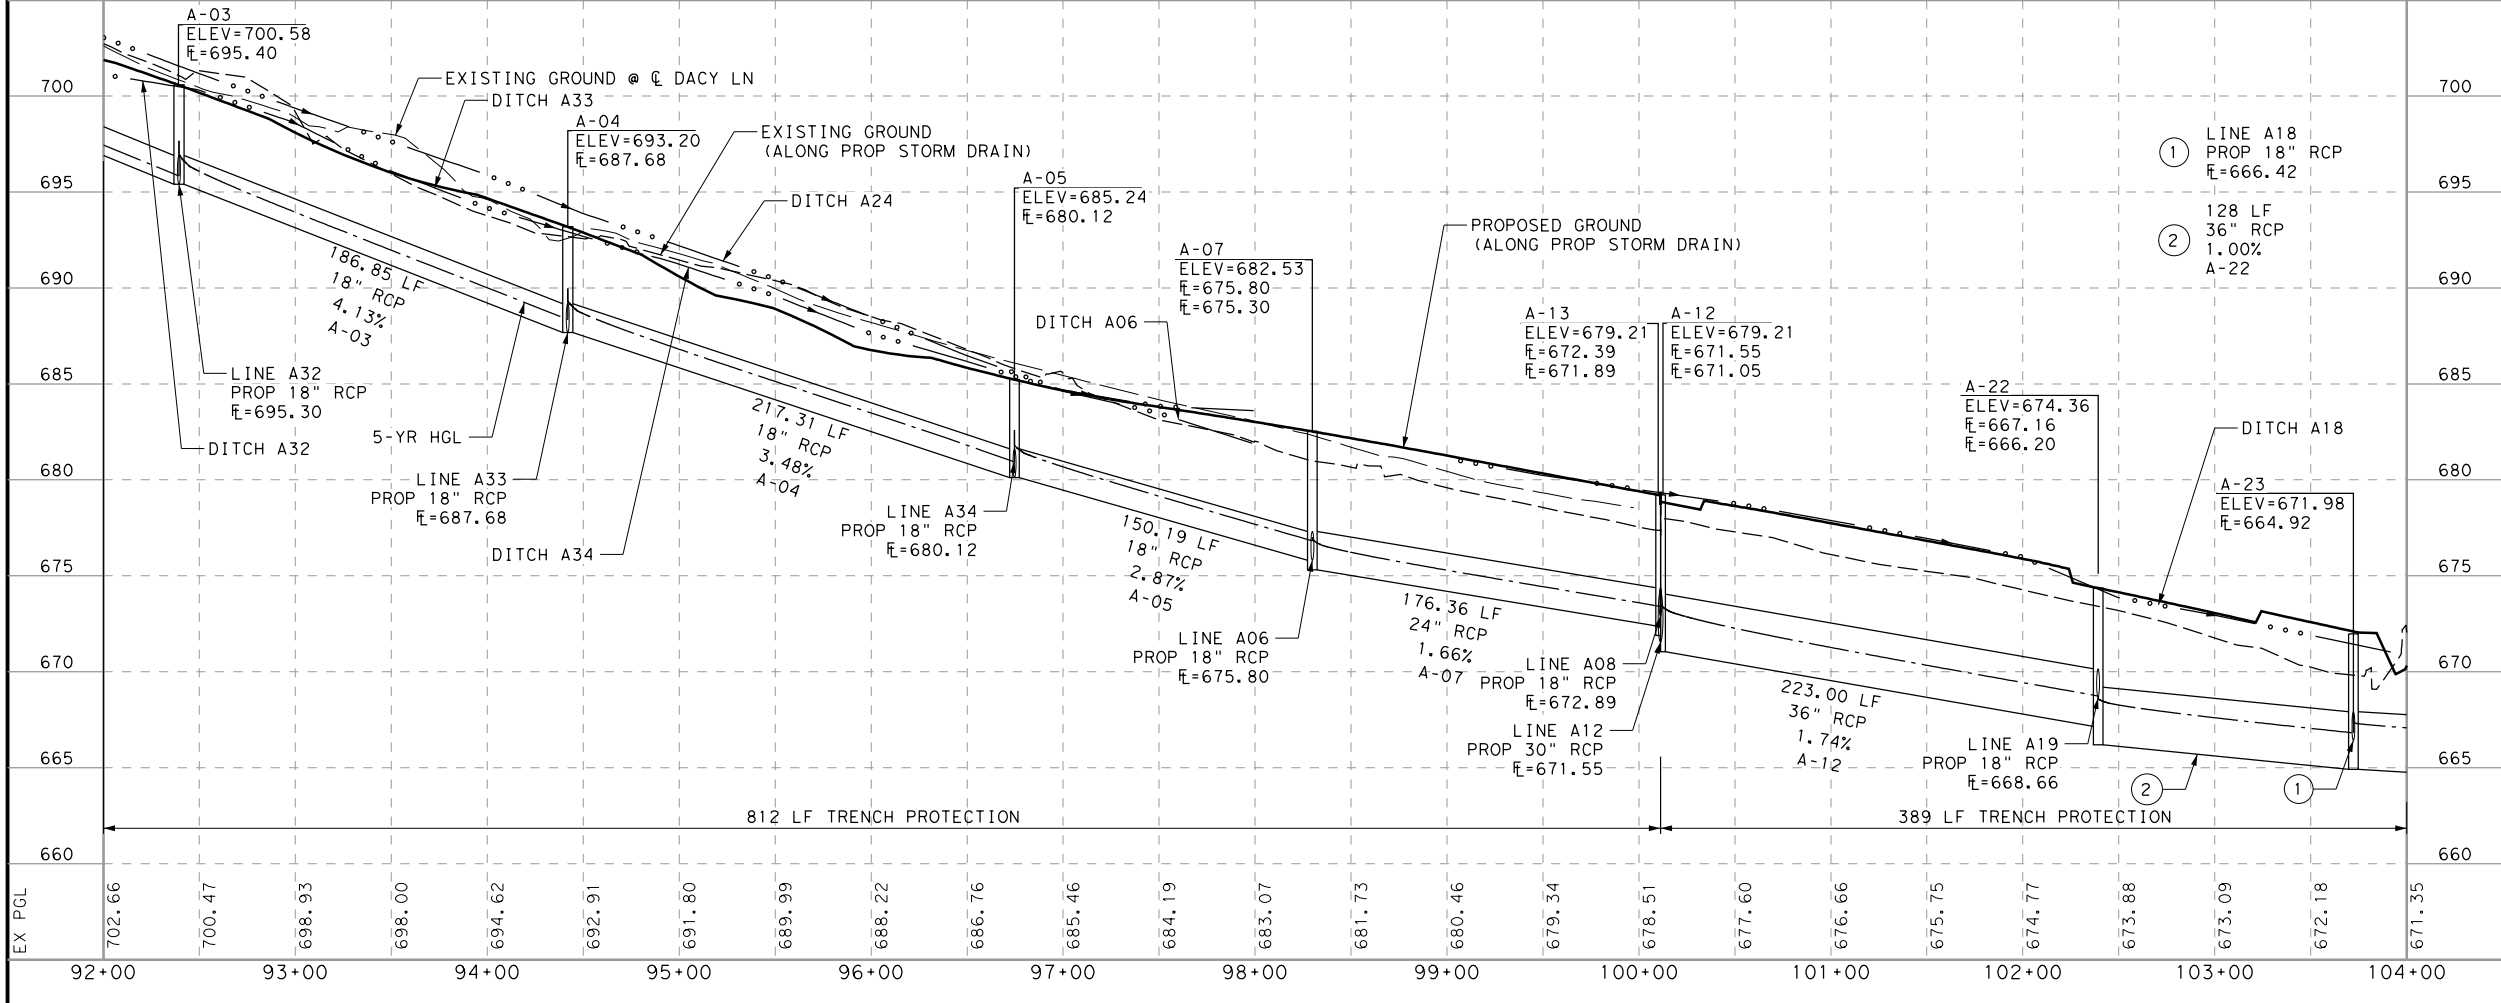 A-03
ELEV=700.58
FL=695.40
EXISTING GROUND @ CL DACY LN
DITCH A33
A-04
ELEV=693.20
FL=687.68
EXISTING GROUND
(ALONG PROP STORM DRAIN)
A-05
ELEV=685.24
FL=680.12
DITCH A24
A-07
ELEV=682.53
FL=675.80
FL=675.30
PROPOSED GROUND
(ALONG PROP STORM DRAIN)
1
LINE A18
PROP 18" RCP
FL=666.42
2
128 LF
36" RCP
1.00%
A-22
DITCH A06
A-13
ELEV=679.21
FL=672.39
FL=671.89
A-12
ELEV=679.21
FL=671.55
FL=671.05
A-22
ELEV=674.36
FL=667.16
FL=666.20
DITCH A18
A-23
ELEV=671.98
FL=664.92
186.85 LF
18" RCP
4.13%
A-03
LINE A32
PROP 18" RCP
FL=695.30
DITCH A32
5-YR HGL
LINE A33
PROP 18" RCP
FL=687.68
DITCH A34
217.31 LF
18" RCP
3.48%
A-04
LINE A34
PROP 18" RCP
FL=680.12
150.19 LF
18" RCP
2.87%
A-05
LINE A06
PROP 18" RCP
FL=675.80
176.36 LF
24" RCP
1.66%
A-07
LINE A08
PROP 18" RCP
FL=672.89
LINE A12
PROP 30" RCP
FL=671.55
223.00 LF
36" RCP
1.74%
A-12
LINE A19
PROP 18" RCP
FL=668.66
2
1
812 LF TRENCH PROTECTION
389 LF TRENCH PROTECTION
700
695
690
685
680
675
670
665
660
700
695
690
685
680
675
670
665
660
EX PGL
702.66
700.47
698.93
698.00
694.62
692.91
691.80
689.99
688.22
686.76
685.46
684.19
683.07
681.73
680.46
679.34
678.51
677.60
676.66
675.75
674.77
673.88
673.09
672.18
671.35
92+00
93+00
94+00
95+00
96+00
97+00
98+00
99+00
100+00
101+00
102+00
103+00
104+00